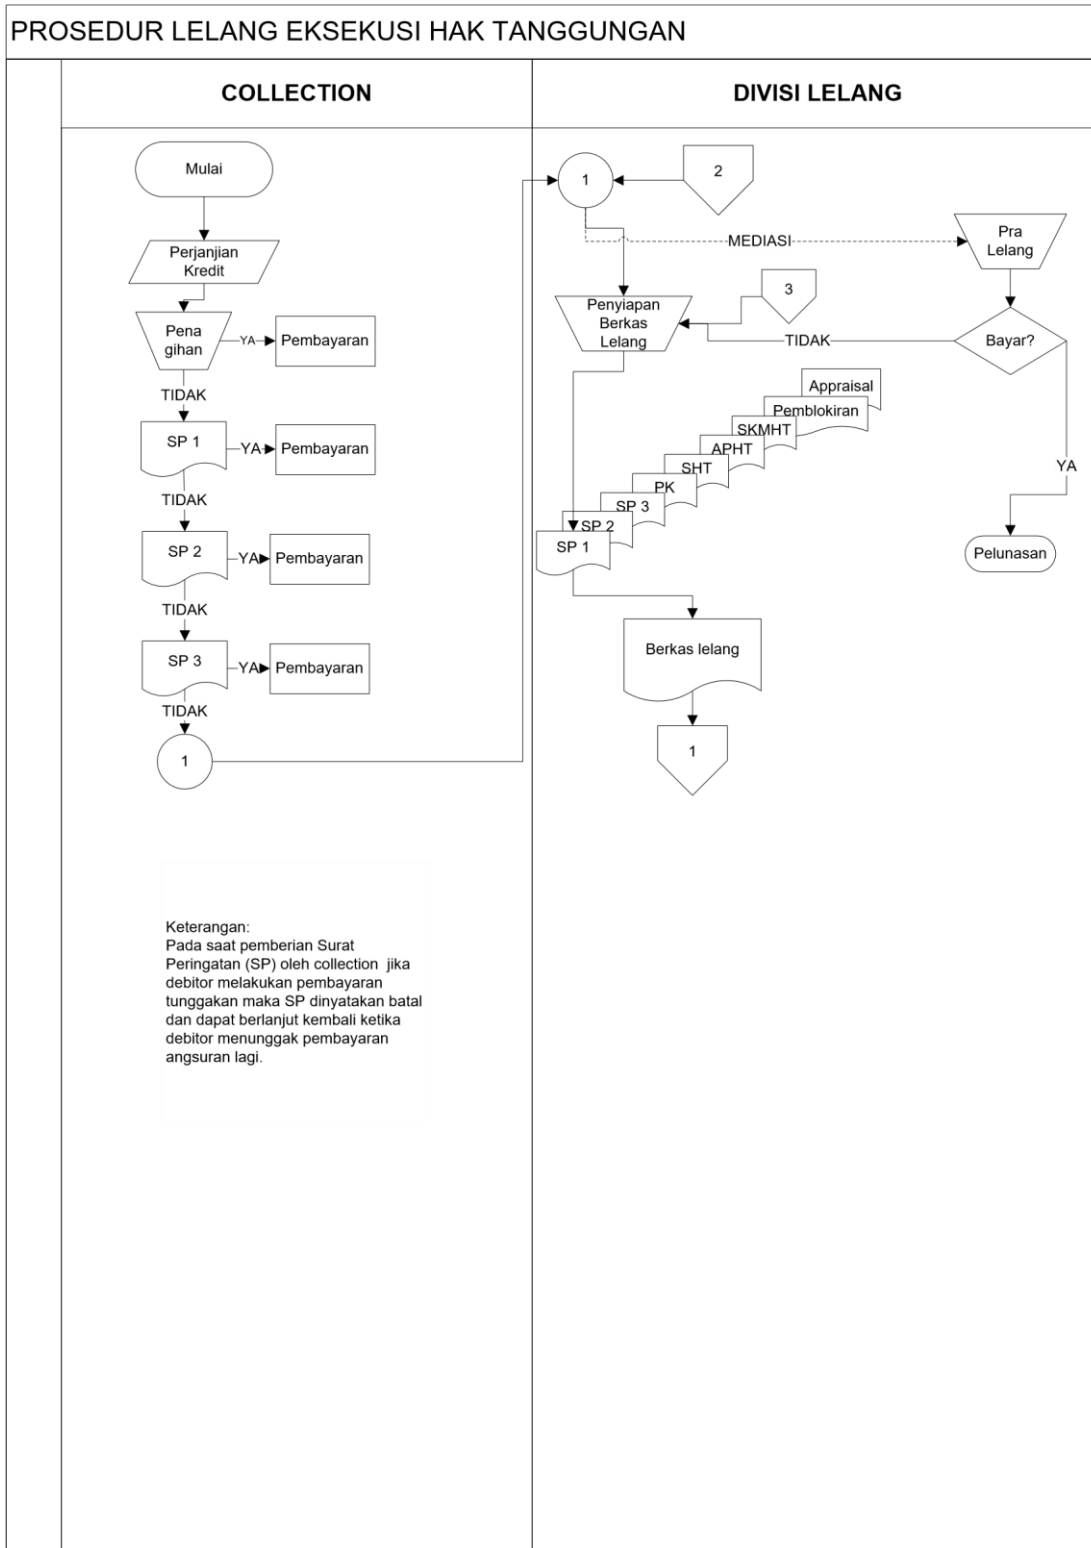 PROSEDUR LELANG EKSEKUSI HAK TANGGUNGAN
COLLECTION
Mulai
Perjanjian
Kredit
Pena
gihan
YA
Pembayaran
TIDAK
SP 1
YA
Pembayaran
TIDAK
SP 2
YA
Pembayaran
TIDAK
SP 3
YA
Pembayaran
TIDAK
1
Keterangan:
Pada saat pemberian Surat
Peringatan (SP) oleh collection  jika
debitor melakukan pembayaran
tunggakan maka SP dinyatakan batal
dan dapat berlanjut kembali ketika
debitor menunggak pembayaran
angsuran lagi.
DIVISI LELANG
1
2
MEDIASI
Pra
Lelang
Penyiapan
Berkas
Lelang
3
TIDAK
Bayar?
YA
Pelunasan
Appraisal
Pemblokiran
SKMHT
APHT
SHT
PK
SP 3
SP 2
SP 1
Berkas lelang
1